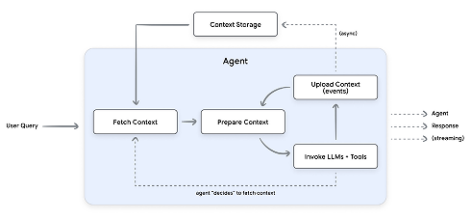 Context Storage
(async)
Agent
Upload Context
(events)
User Query
Fetch Context
Prepare Context
Agent
Response
(streaming)
Invoke LLMs + Tools
agent "decides" to fetch context